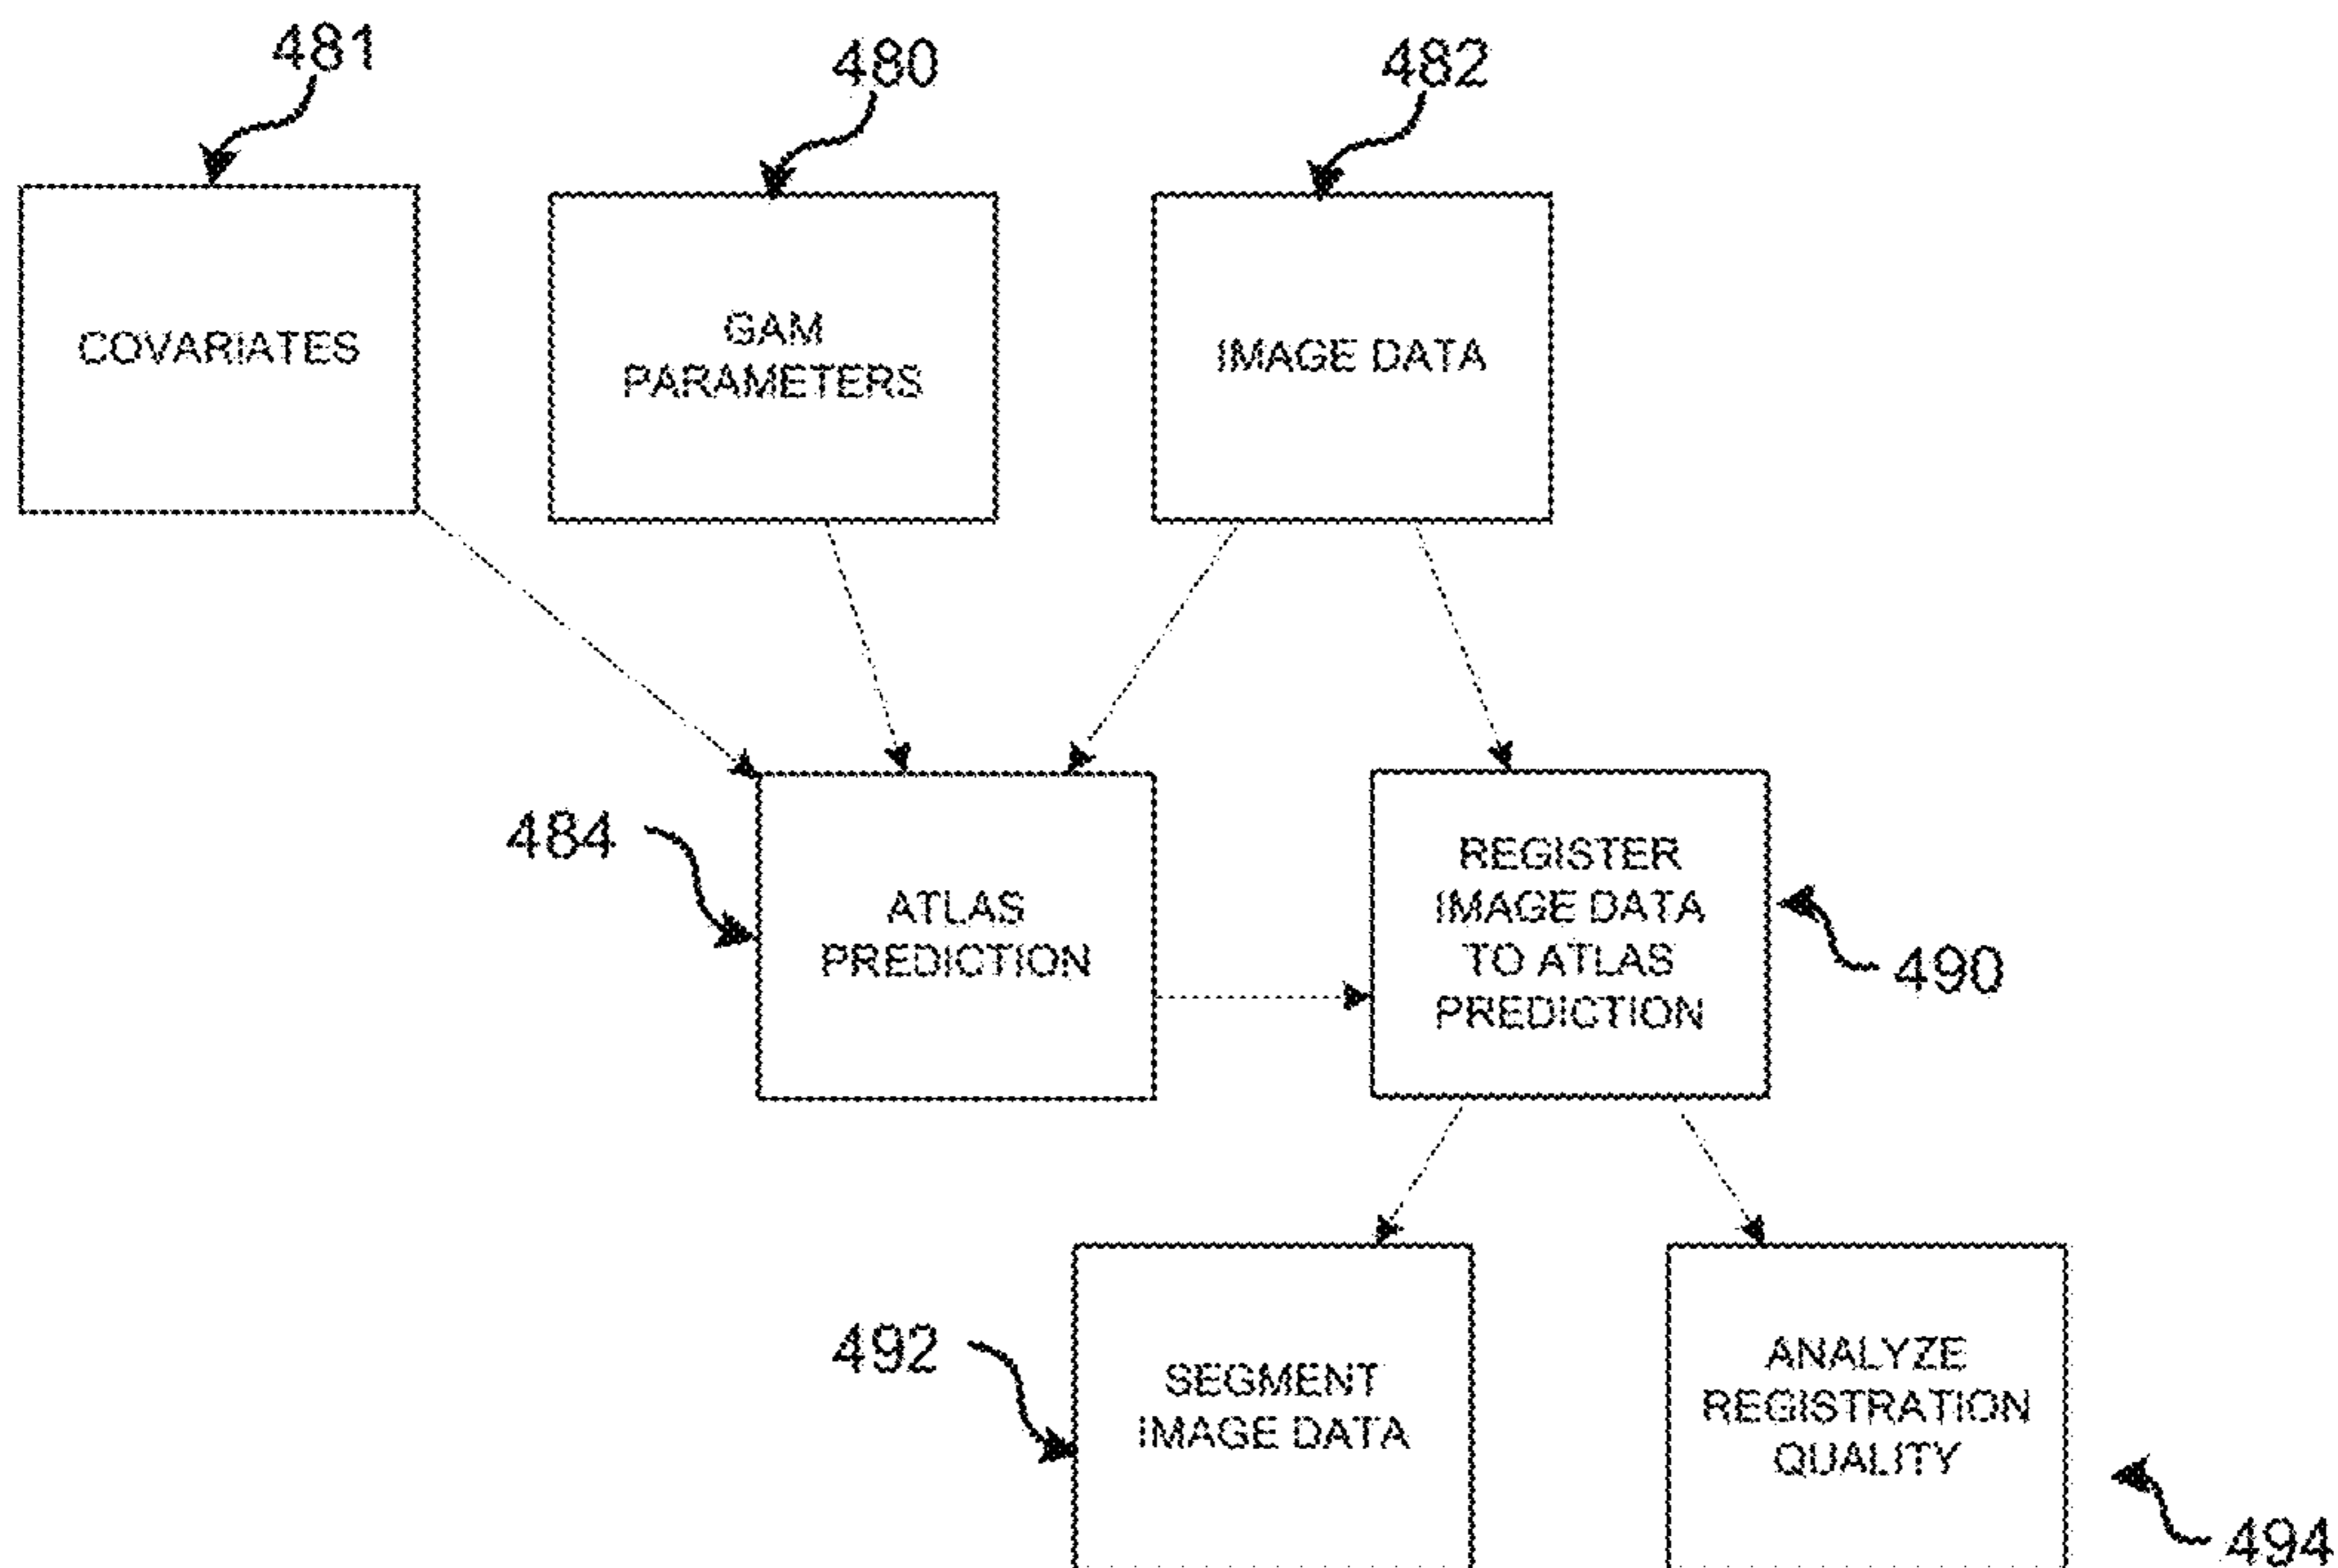 481
480
482
COVARIATES
GAM
PARAMETERS
IMAGE DATA
484
ATLAS
PREDICTION
REGISTER
IMAGE DATA
TO ATLAS
PREDICTION
490
492
SEGMENT
IMAGE DATA
ANALYZE
REGISTRATION
QUALITY
494